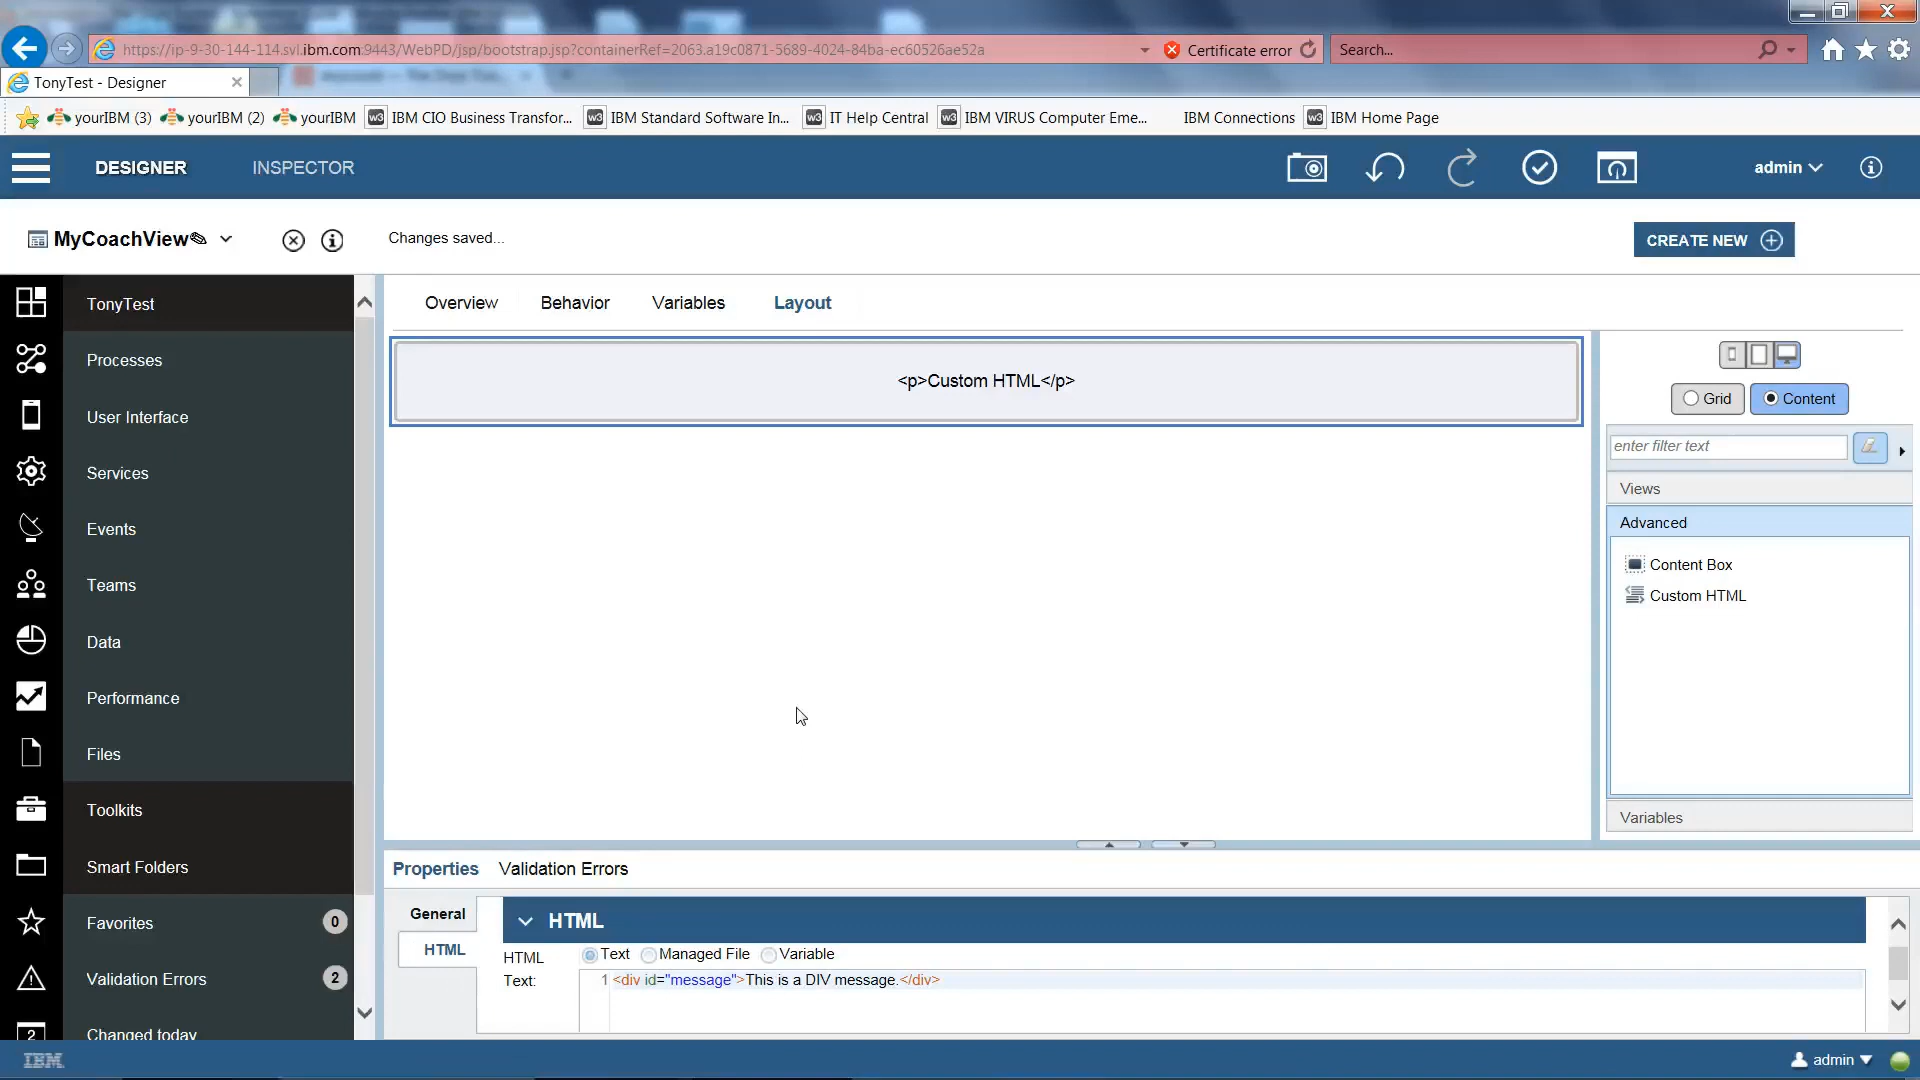 https://ip-9-30-144-114.svl.ibm.com:9443/WebPD/jsp/bootstrap.jsp?containerRef=2063.a19c0871-5689-4024-84ba-ec60526ae52a
Certificate error
Search...
TonyTest - Designer
yourIBM (3)
yourIBM (2)
yourIBM
w3 IBM CIO Business Transfor...
w3 IBM Standard Software In...
w3 IT Help Central
w3 IBM VIRUS Computer Eme...
IBM Connections
w3 IBM Home Page
DESIGNER
INSPECTOR
admin
MyCoachView
Changes saved...
CREATE NEW
TonyTest
Processes
User Interface
Services
Events
Teams
Data
Performance
Files
Toolkits
Smart Folders
Favorites 0
Validation Errors 2
2 Changed today
Overview
Behavior
Variables
Layout
<p>Custom HTML</p>
Grid
Content
enter filter text
Views
Advanced
Content Box
Custom HTML
Variables
Properties
Validation Errors
General
HTML
HTML
HTML
Text
Managed File
Variable
Text:
1 <div id="message">This is a DIV message.</div>
IBM
admin